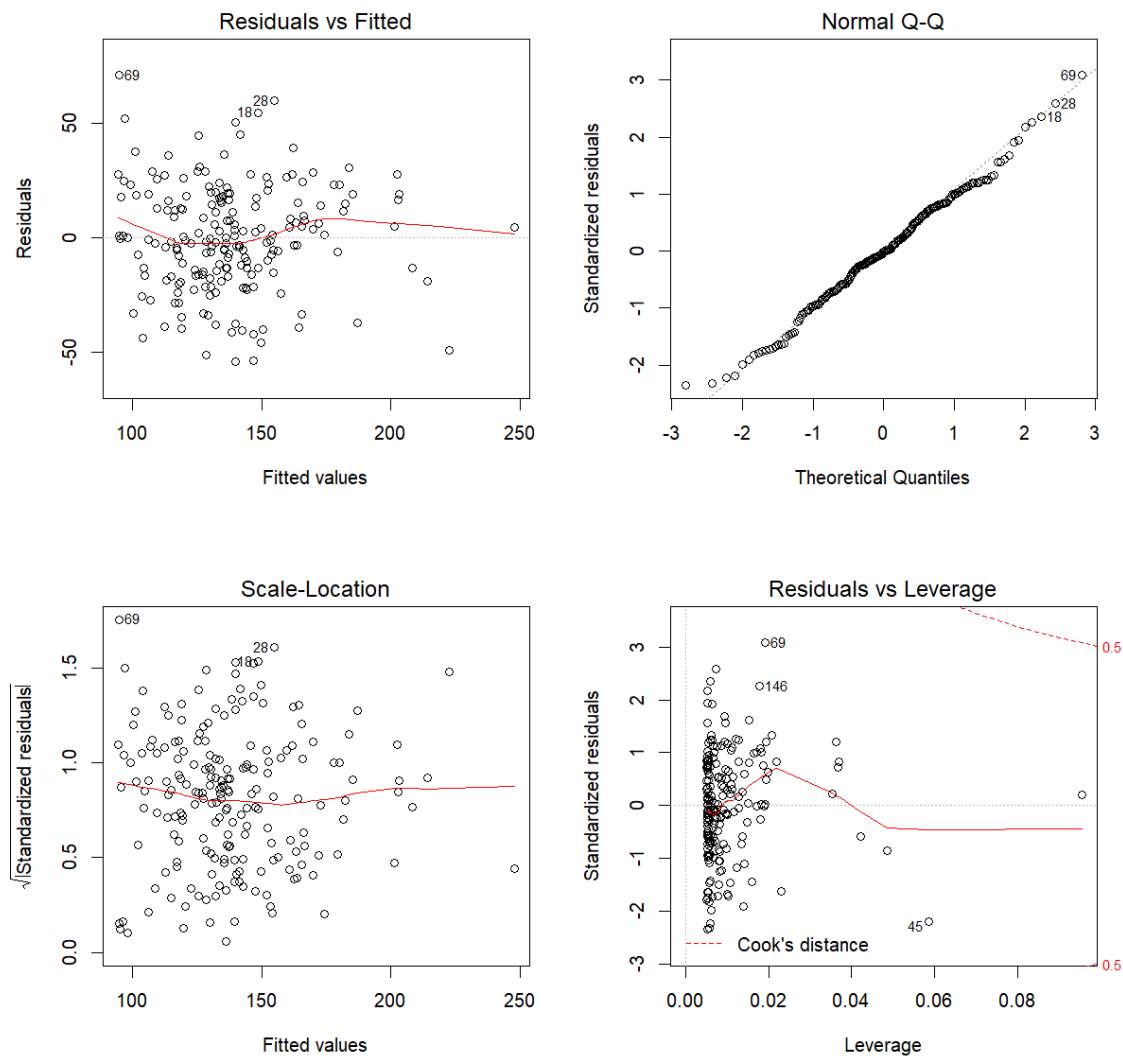 Residuals vs Fitted
Residuals
50
0
-50
69
28
18
100 150 200 250
Fitted values
Normal Q-Q
Standardized residuals
3
2
1
0
-1
-2
69
28
18
-3 -2 -1 0 1 2 3
Theoretical Quantiles
Scale-Location
√|Standardized residuals|
1.5
1.0
0.5
0.0
69
28
18
100 150 200 250
Fitted values
Residuals vs Leverage
Standardized residuals
3
2
1
0
-1
-2
-3
69
146
45
0.5
0.5
Cook's distance
0.00 0.02 0.04 0.06 0.08
Leverage